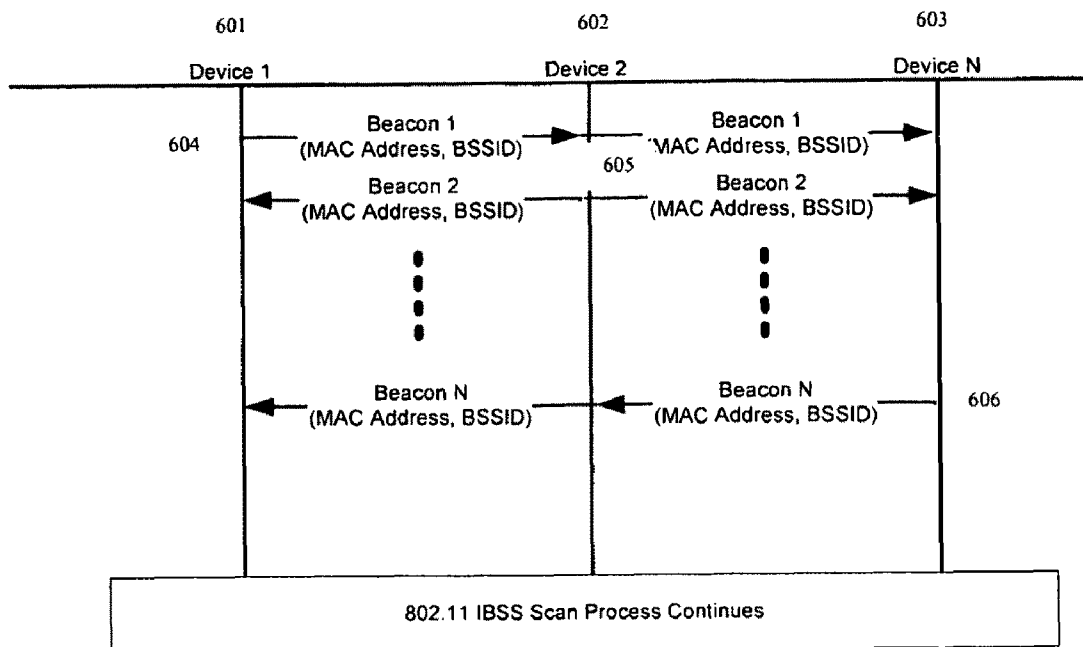 601 602 603
Device 1 Device 2 Device N
Beacon 1 Beacon 1
604 (MAC Address, BSSID) 605 MAC Address, BSSID)
Beacon 2 Beacon 2
(MAC Address, BSSID) (MAC Address, BSSID)
Beacon N Beacon N
(MAC Address, BSSID) (MAC Address, BSSID) 606
802.11 IBSS Scan Process Continues